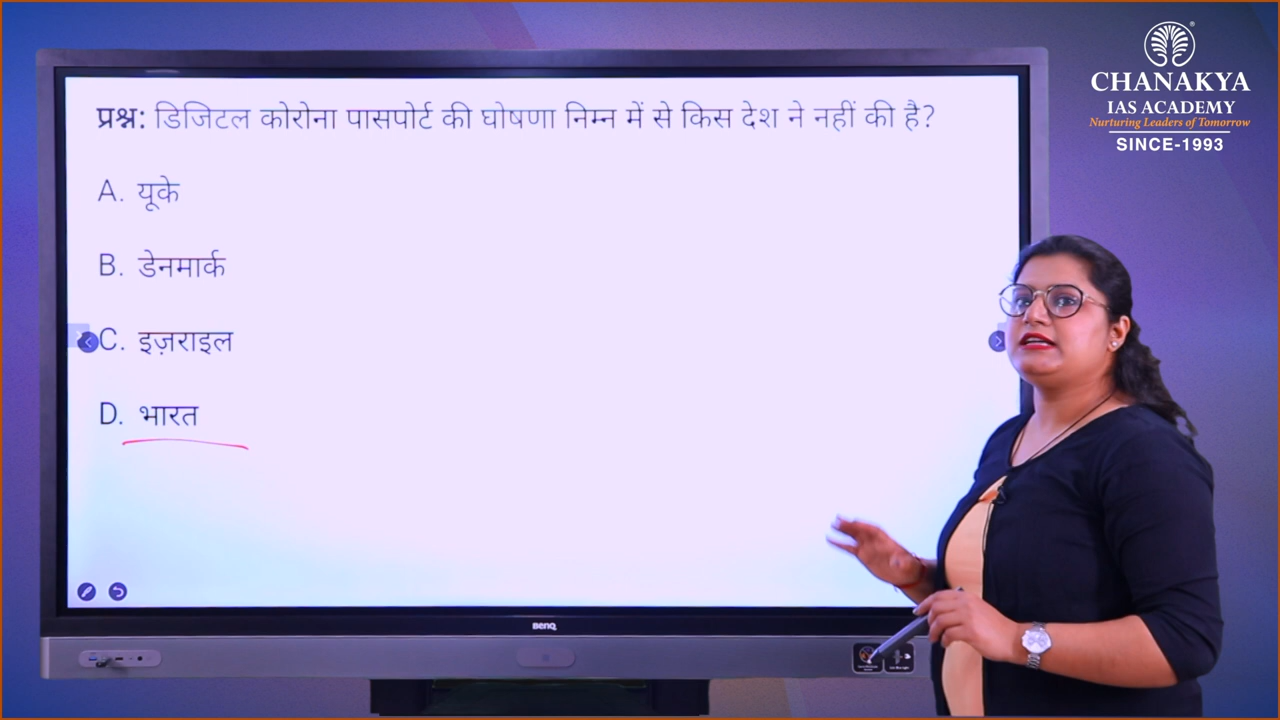 CHANAKYA
IAS ACADEMY
Nurturing Leaders of Tomorrow
SINCE-1993
प्रश्न: डिजिटल कोरोना पासपोर्ट की घोषणा निम्न में से किस देश ने नहीं की है?
A. यूके
B. डेनमार्क
C. इज़राइल
D. भारत
BenQ